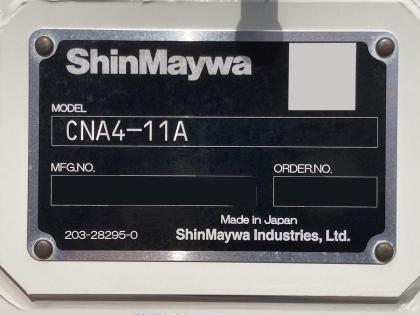 ShinMaywa
MODEL
CNA4-11A
MFG.NO.
ORDER.NO.
Made in Japan
203-28295-0 ShinMaywa Industries, Ltd.